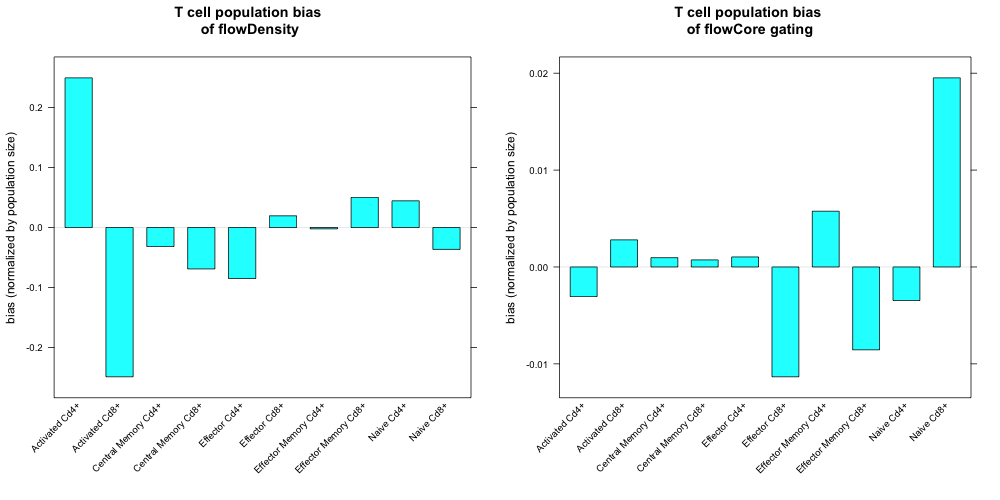 T cell population bias
of flowDensity
bias (normalized by population size)
0.2
0.1
0.0
-0.1
-0.2
Activated Cd4+
Activated Cd8+
Central Memory Cd4+
Central Memory Cd8+
Effector Cd4+
Effector Cd8+
Effector Memory Cd4+
Effector Memory Cd8+
Naive Cd4+
Naive Cd8+
T cell population bias
of flowCore gating
bias (normalized by population size)
0.02
0.01
0.00
-0.01
Activated Cd4+
Activated Cd8+
Central Memory Cd4+
Central Memory Cd8+
Effector Cd4+
Effector Cd8+
Effector Memory Cd4+
Effector Memory Cd8+
Naive Cd4+
Naive Cd8+